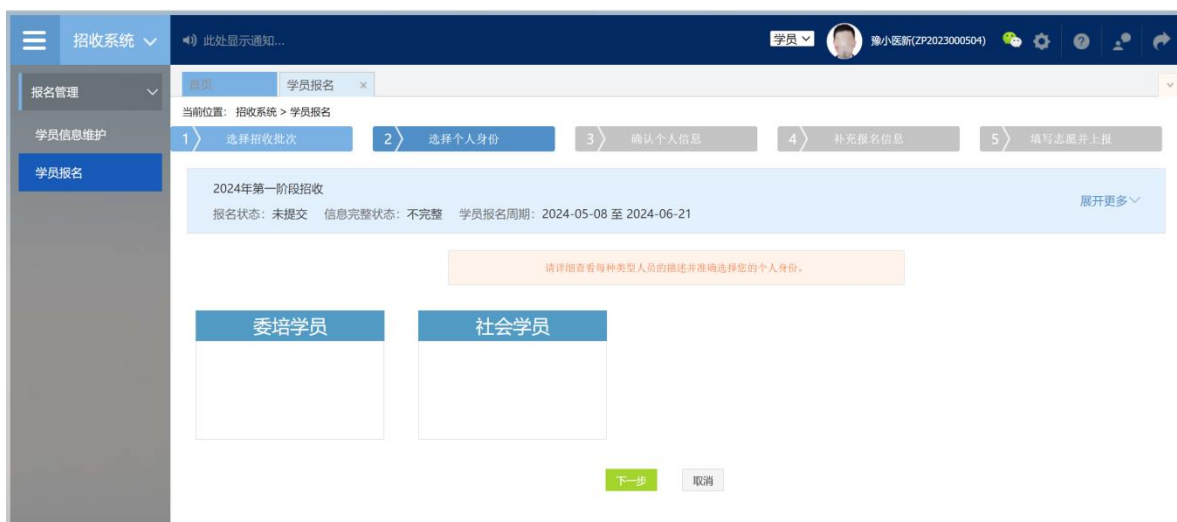 招收系统
此处显示通知...
学员
豫小医新(ZP2023000504)
报名管理
首页
学员报名 ×
当前位置： 招收系统 > 学员报名
学员信息维护
1 选择招收批次
2 选择个人身份
3 确认个人信息
4 补充报名信息
5 填写志愿并上报
学员报名
2024年第一阶段招收
展开更多
报名状态：未提交 信息完整状态：不完整 学员报名周期：2024-05-08 至 2024-06-21
请详细查看每种类型人员的描述并准确选择您的个人身份。
委培学员
社会学员
下一步
取消